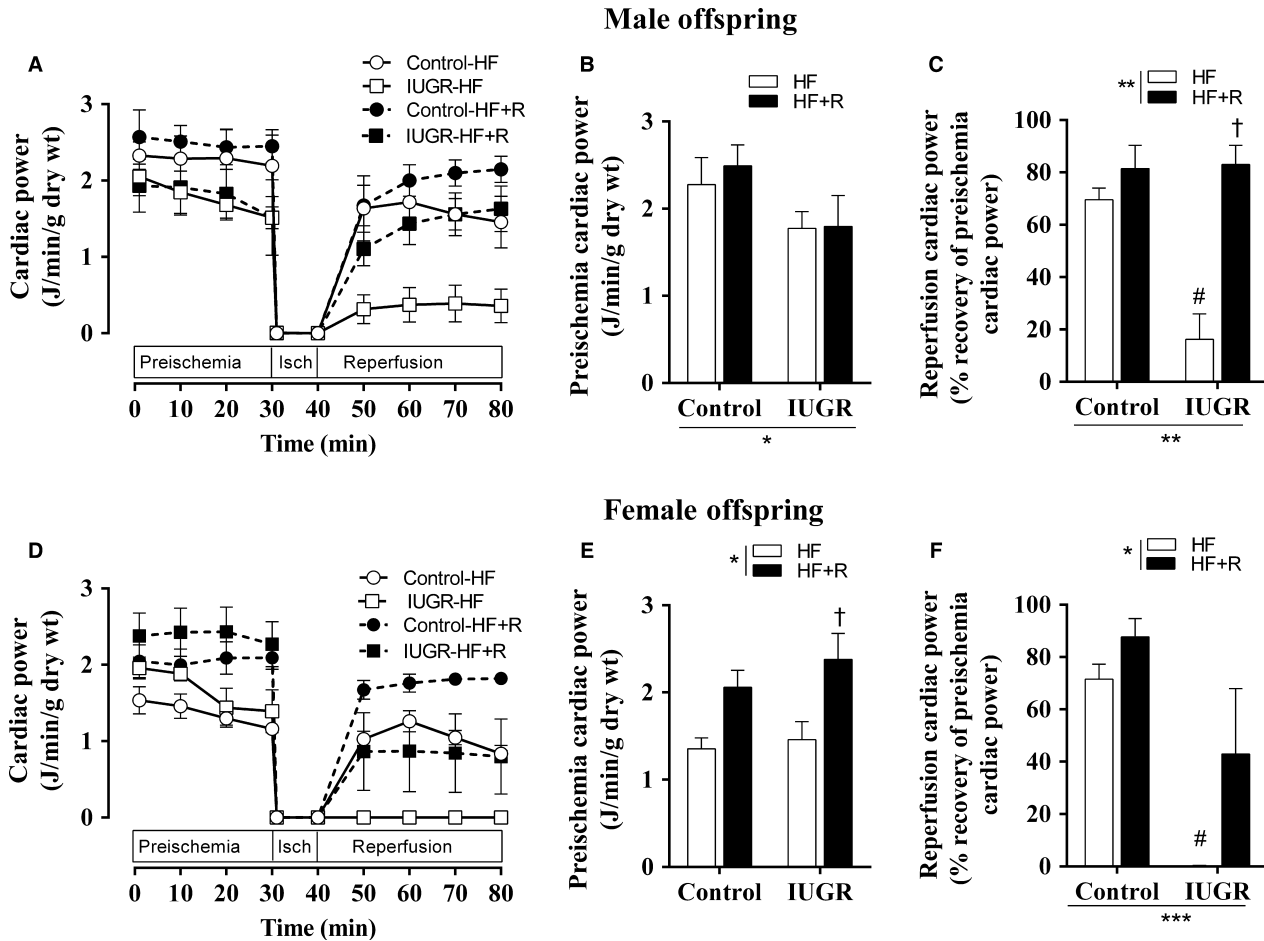 Male offspring
A
Control-HF
IUGR-HF
Control-HF+R
IUGR-HF+R
Cardiac power
(J/min/g dry wt)
3
2
1
0
Preischemia
Isch
Reperfusion
0 10 20 30 40 50 60 70 80
Time (min)
B
HF
HF+R
Preischemia cardiac power
(J/min/g dry wt)
3
2
1
0
Control IUGR
*
C
**
HF
HF+R
Reperfusion cardiac power
(% recovery of preischemia
cardiac power)
100
80
60
40
20
0
#
†
Control IUGR
**
Female offspring
D
Control-HF
IUGR-HF
Control-HF+R
IUGR-HF+R
Cardiac power
(J/min/g dry wt)
3
2
1
0
Preischemia
Isch
Reperfusion
0 10 20 30 40 50 60 70 80
Time (min)
E
*
HF
HF+R
Preischemia cardiac power
(J/min/g dry wt)
3
2
1
0
†
Control IUGR
F
*
HF
HF+R
Reperfusion cardiac power
(% recovery of preischemia
cardiac power)
100
80
60
40
20
0
#
Control IUGR
***